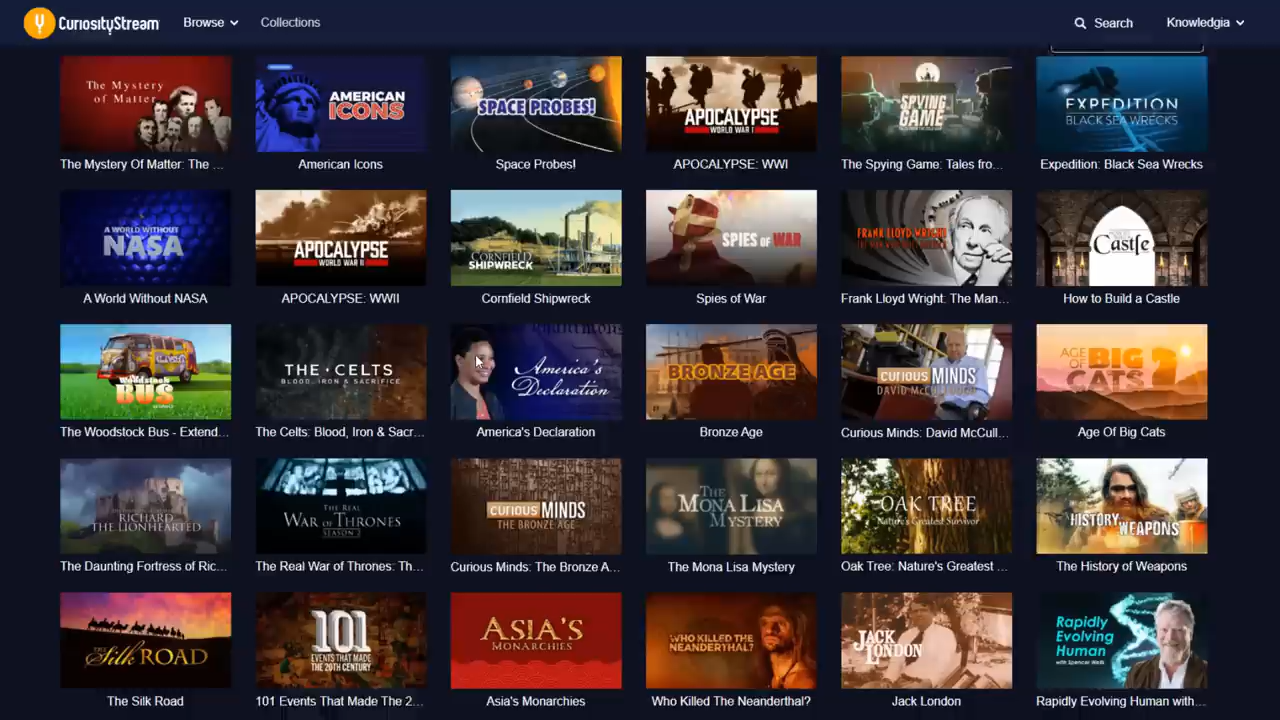 CURIOSITYSTREAM
Browse
Collections
Search
Knowledgia
The Mystery
of Matter
AMERICAN
ICONS
SPACE PROBES!
APOCALYPSE
WORLD WAR I
SPYING
GAME
EXPEDITION
BLACK SEA WRECKS
The Mystery Of Matter: The ...
American Icons
Space Probes!
APOCALYPSE: WWI
The Spying Game: Tales fro...
Expedition: Black Sea Wrecks
A WORLD WITHOUT
NASA
APOCALYPSE
WORLD WAR II
CORNFIELD
SHIPWRECK
SPIES OF WAR
FRANK LLOYD WRIGHT
Castle
A World Without NASA
APOCALYPSE: WWII
Cornfield Shipwreck
Spies of War
Frank Lloyd Wright: The Man...
How to Build a Castle
The Woodstock
BUS
THE · CELTS
BLOOD, IRON & SACRIFICE
America's
Declaration
BRONZE AGE
CURIOUS MINDS
DAVID McCULLOUGH
AGE
OF BIG
CATS
The Woodstock Bus - Extend...
The Celts: Blood, Iron & Sacr...
America's Declaration
Bronze Age
Curious Minds: David McCull...
Age Of Big Cats
RICHARD
THE LIONHEARTED
THE REAL
WAR OF THRONES
SEASON 2
CURIOUS MINDS
THE BRONZE AGE
THE
MONA LISA
MYSTERY
OAK TREE
Nature's Greatest Survivor
HISTORY
OF WEAPONS
The Daunting Fortress of Ric...
The Real War of Thrones: Th...
Curious Minds: The Bronze A...
The Mona Lisa Mystery
Oak Tree: Nature's Greatest ...
The History of Weapons
The Silk ROAD
101
EVENTS THAT MADE
THE 20TH CENTURY
ASIA'S
MONARCHIES
WHO KILLED THE
NEANDERTHAL?
JACK
LONDON
Rapidly
Evolving
Human
with Spencer Wells
The Silk Road
101 Events That Made The 2...
Asia's Monarchies
Who Killed The Neanderthal?
Jack London
Rapidly Evolving Human with...